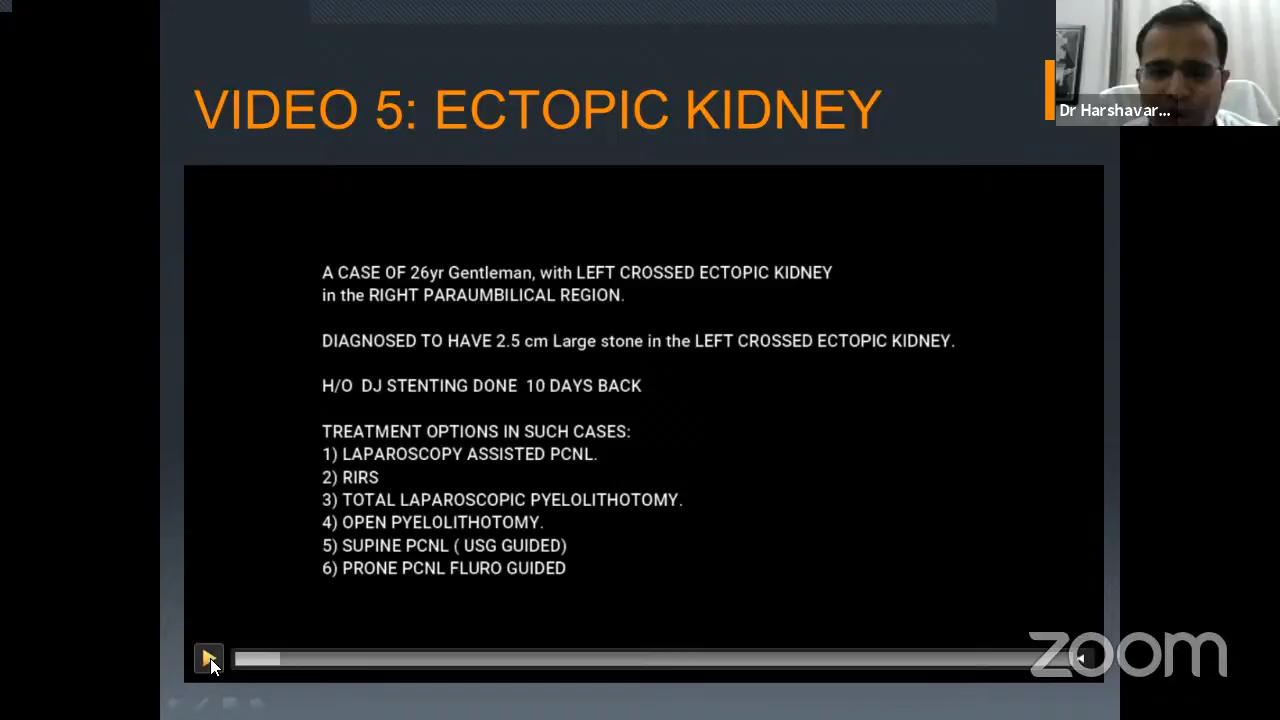 VIDEO 5: ECTOPIC KIDNEY
Dr Harshavar...
A CASE OF 26yr Gentleman, with LEFT CROSSED ECTOPIC KIDNEY
in the RIGHT PARAUMBILICAL REGION.
DIAGNOSED TO HAVE 2.5 cm Large stone in the LEFT CROSSED ECTOPIC KIDNEY.
H/O DJ STENTING DONE 10 DAYS BACK
TREATMENT OPTIONS IN SUCH CASES:
1) LAPAROSCOPY ASSISTED PCNL.
2) RIRS
3) TOTAL LAPAROSCOPIC PYELOLITHOTOMY.
4) OPEN PYELOLITHOTOMY.
5) SUPINE PCNL ( USG GUIDED)
6) PRONE PCNL FLURO GUIDED
zoom